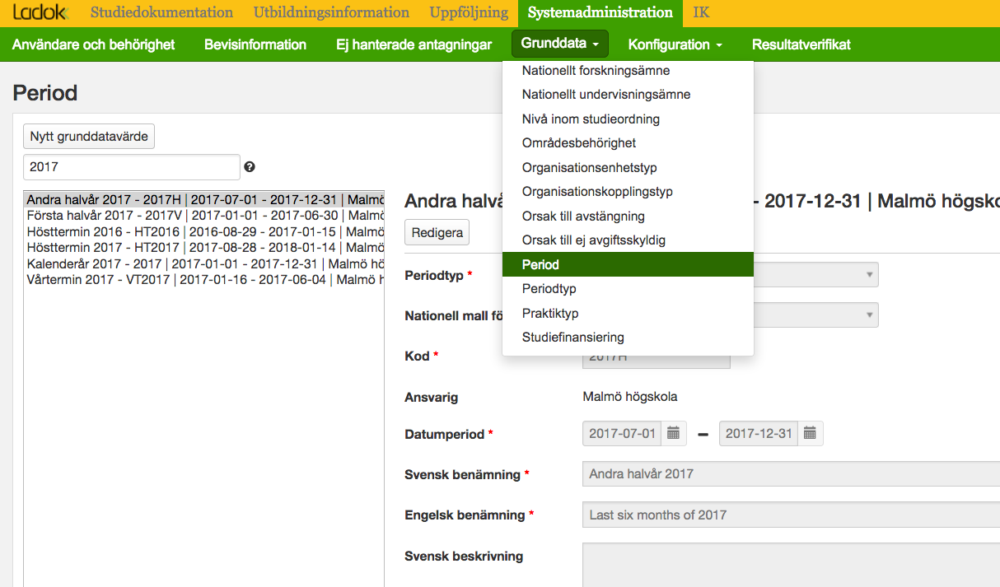 Ladok Studiedokumentation Utbildningsinformation Uppföljning Systemadministration IK
Användare och behörighet Bevisinformation Ej hanterade antagningar Grunddata Konfiguration Resultatverifikat
Period
Nytt grunddatavärde
2017
Andra halvår 2017 - 2017H | 2017-07-01 - 2017-12-31 | Malmö
Första halvår 2017 - 2017V | 2017-01-01 - 2017-06-30 | Malmö
Hösttermin 2016 - HT2016 | 2016-08-29 - 2017-01-15 | Malmö
Hösttermin 2017 - HT2017 | 2017-08-28 - 2018-01-14 | Malmö
Kalenderår 2017 - 2017 | 2017-01-01 - 2017-12-31 | Malmö hö
Vårtermin 2017 - VT2017 | 2017-01-16 - 2017-06-04 | Malmö h
Nationellt forskningsämne
Nationellt undervisningsämne
Nivå inom studieordning
Områdesbehörighet
Organisationsenhetstyp
Organisationskopplingstyp
Orsak till avstängning
Orsak till ej avgiftsskyldig
Period
Periodtyp
Praktiktyp
Studiefinansiering
Andra halvå - 2017-12-31 | Malmö högsko
Redigera
Periodtyp *
Nationell mall fö
Kod * 2017H
Ansvarig Malmö högskola
Datumperiod * 2017-07-01 – 2017-12-31
Svensk benämning * Andra halvår 2017
Engelsk benämning * Last six months of 2017
Svensk beskrivning